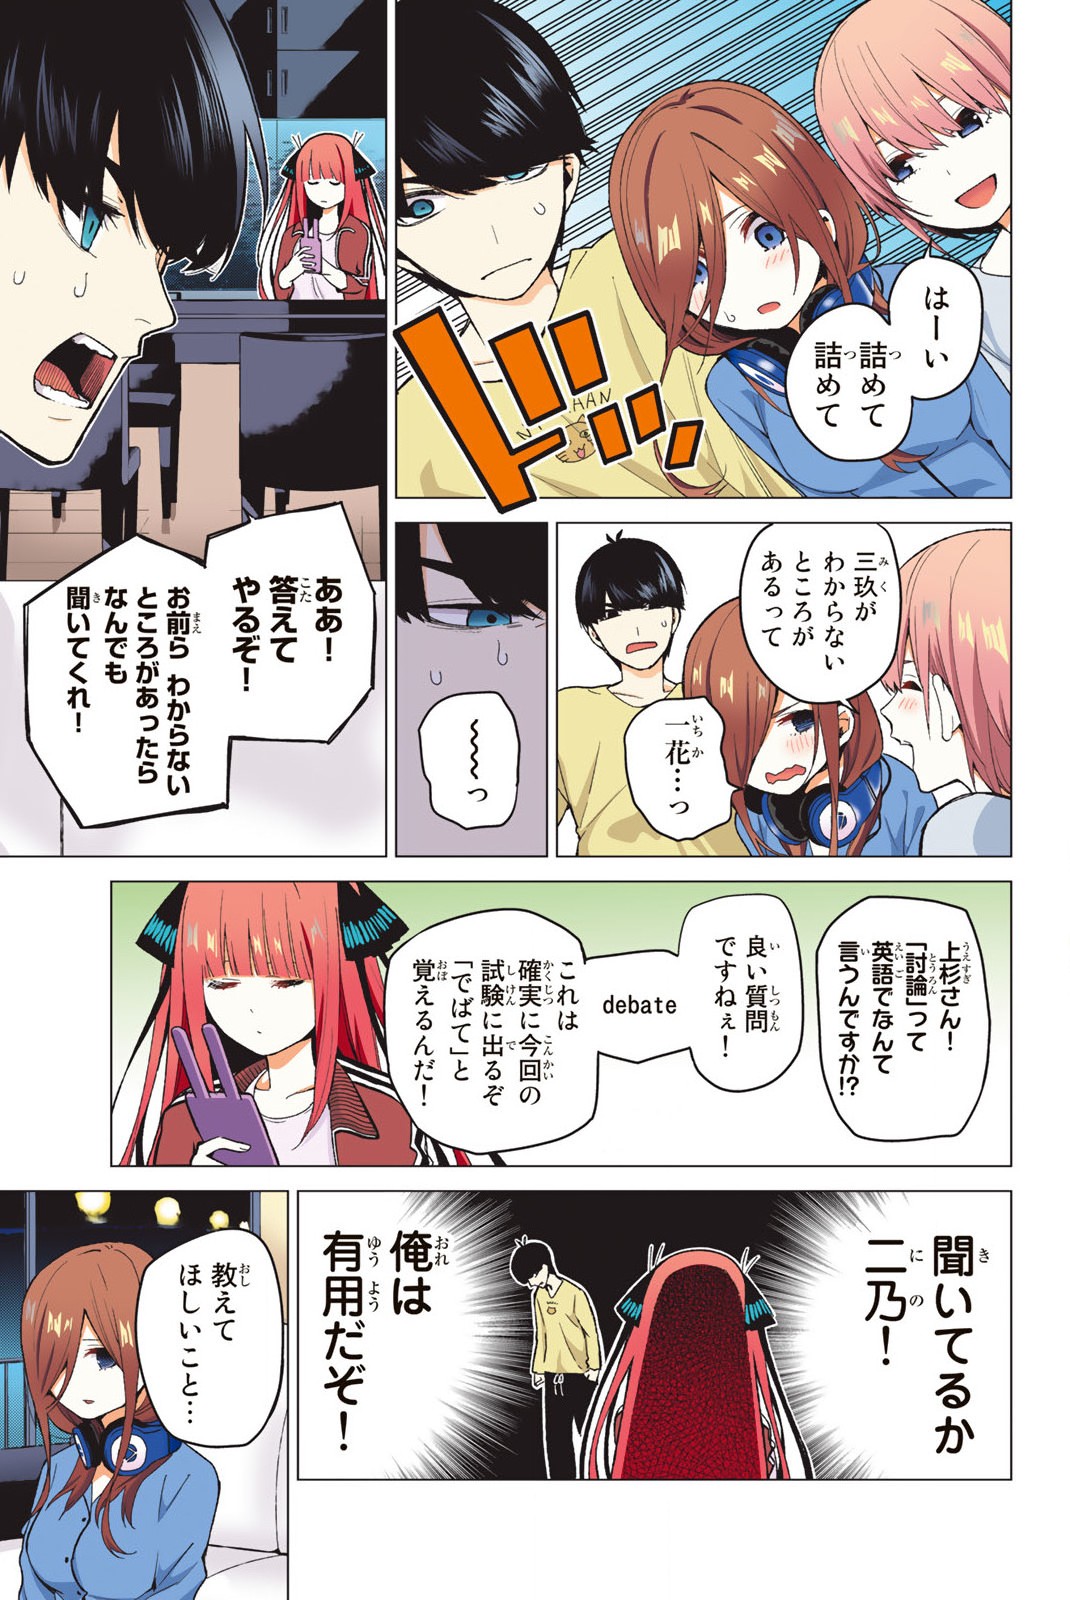 はーい
詰めて
詰めて
ドドッ
三玖が
わからない
ところが
あるって
一花…っ
〜〜〜っ
ああ！
答えて
やるぞ！
お前ら わからない
ところがあったら
なんでも
聞いてくれ！
上杉さん！
「討論」って
英語でなんて
言うんですか!?
良い質問
ですねぇ！
debate
これは
確実に今回の
試験に出るぞ
「でばて」と
覚えるんだ！
聞いてるか
二乃！
俺は
有用だぞ！
教えて
ほしいこと…